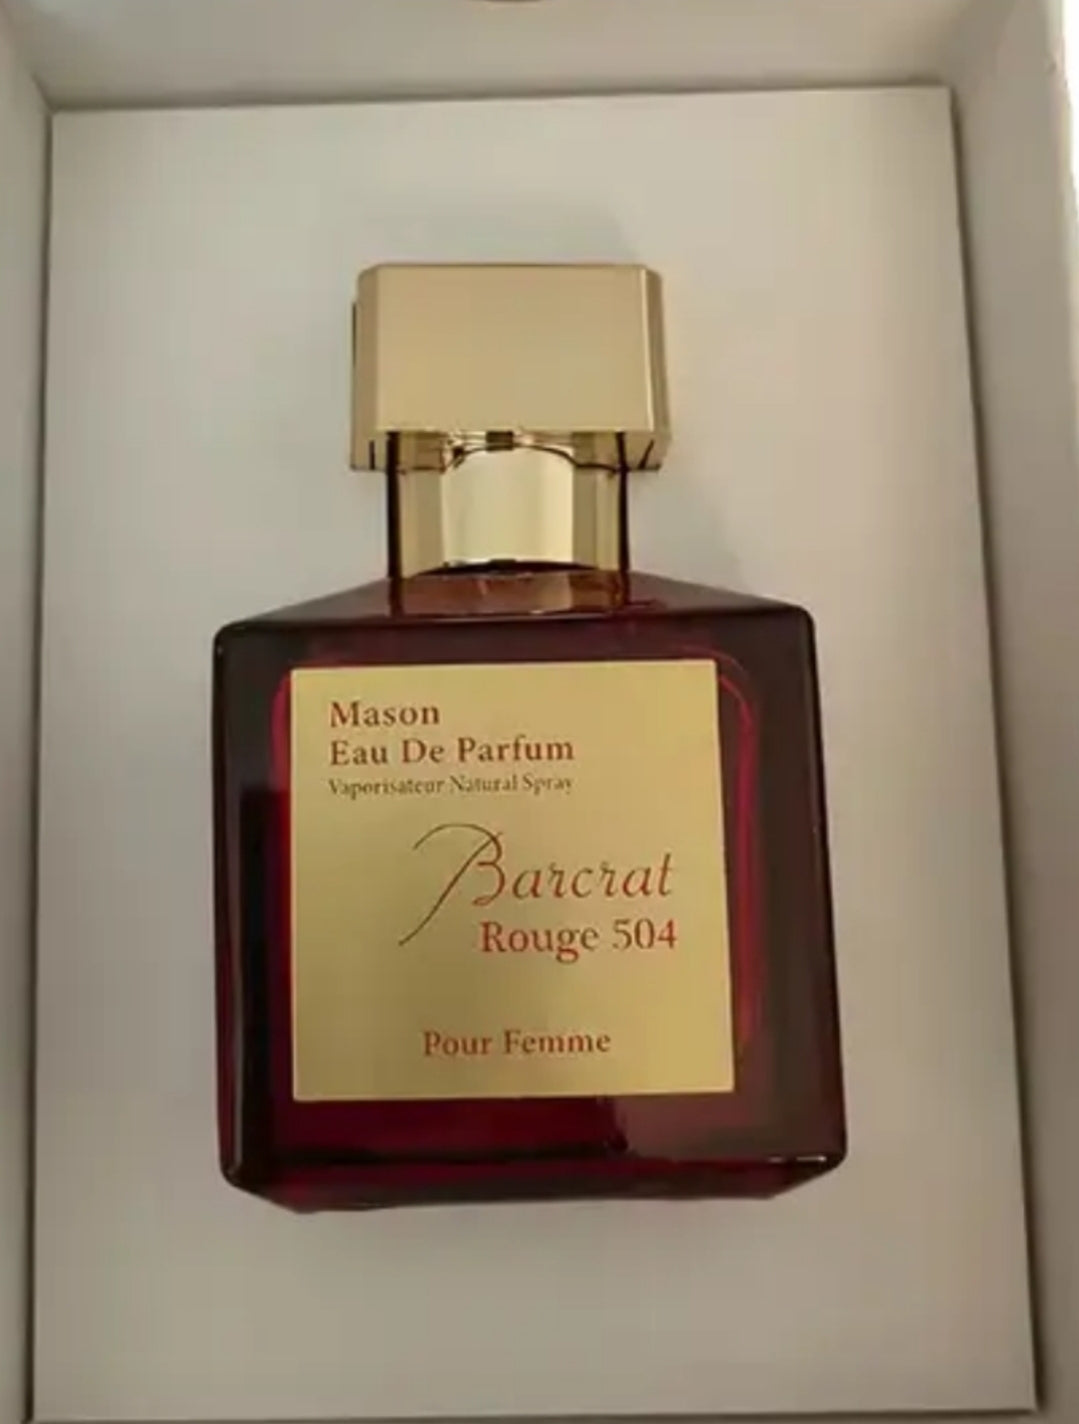 Mason
Eau De Parfum
Vaporisateur Natural Spray
Barcrat
Rouge 504
Pour Femme